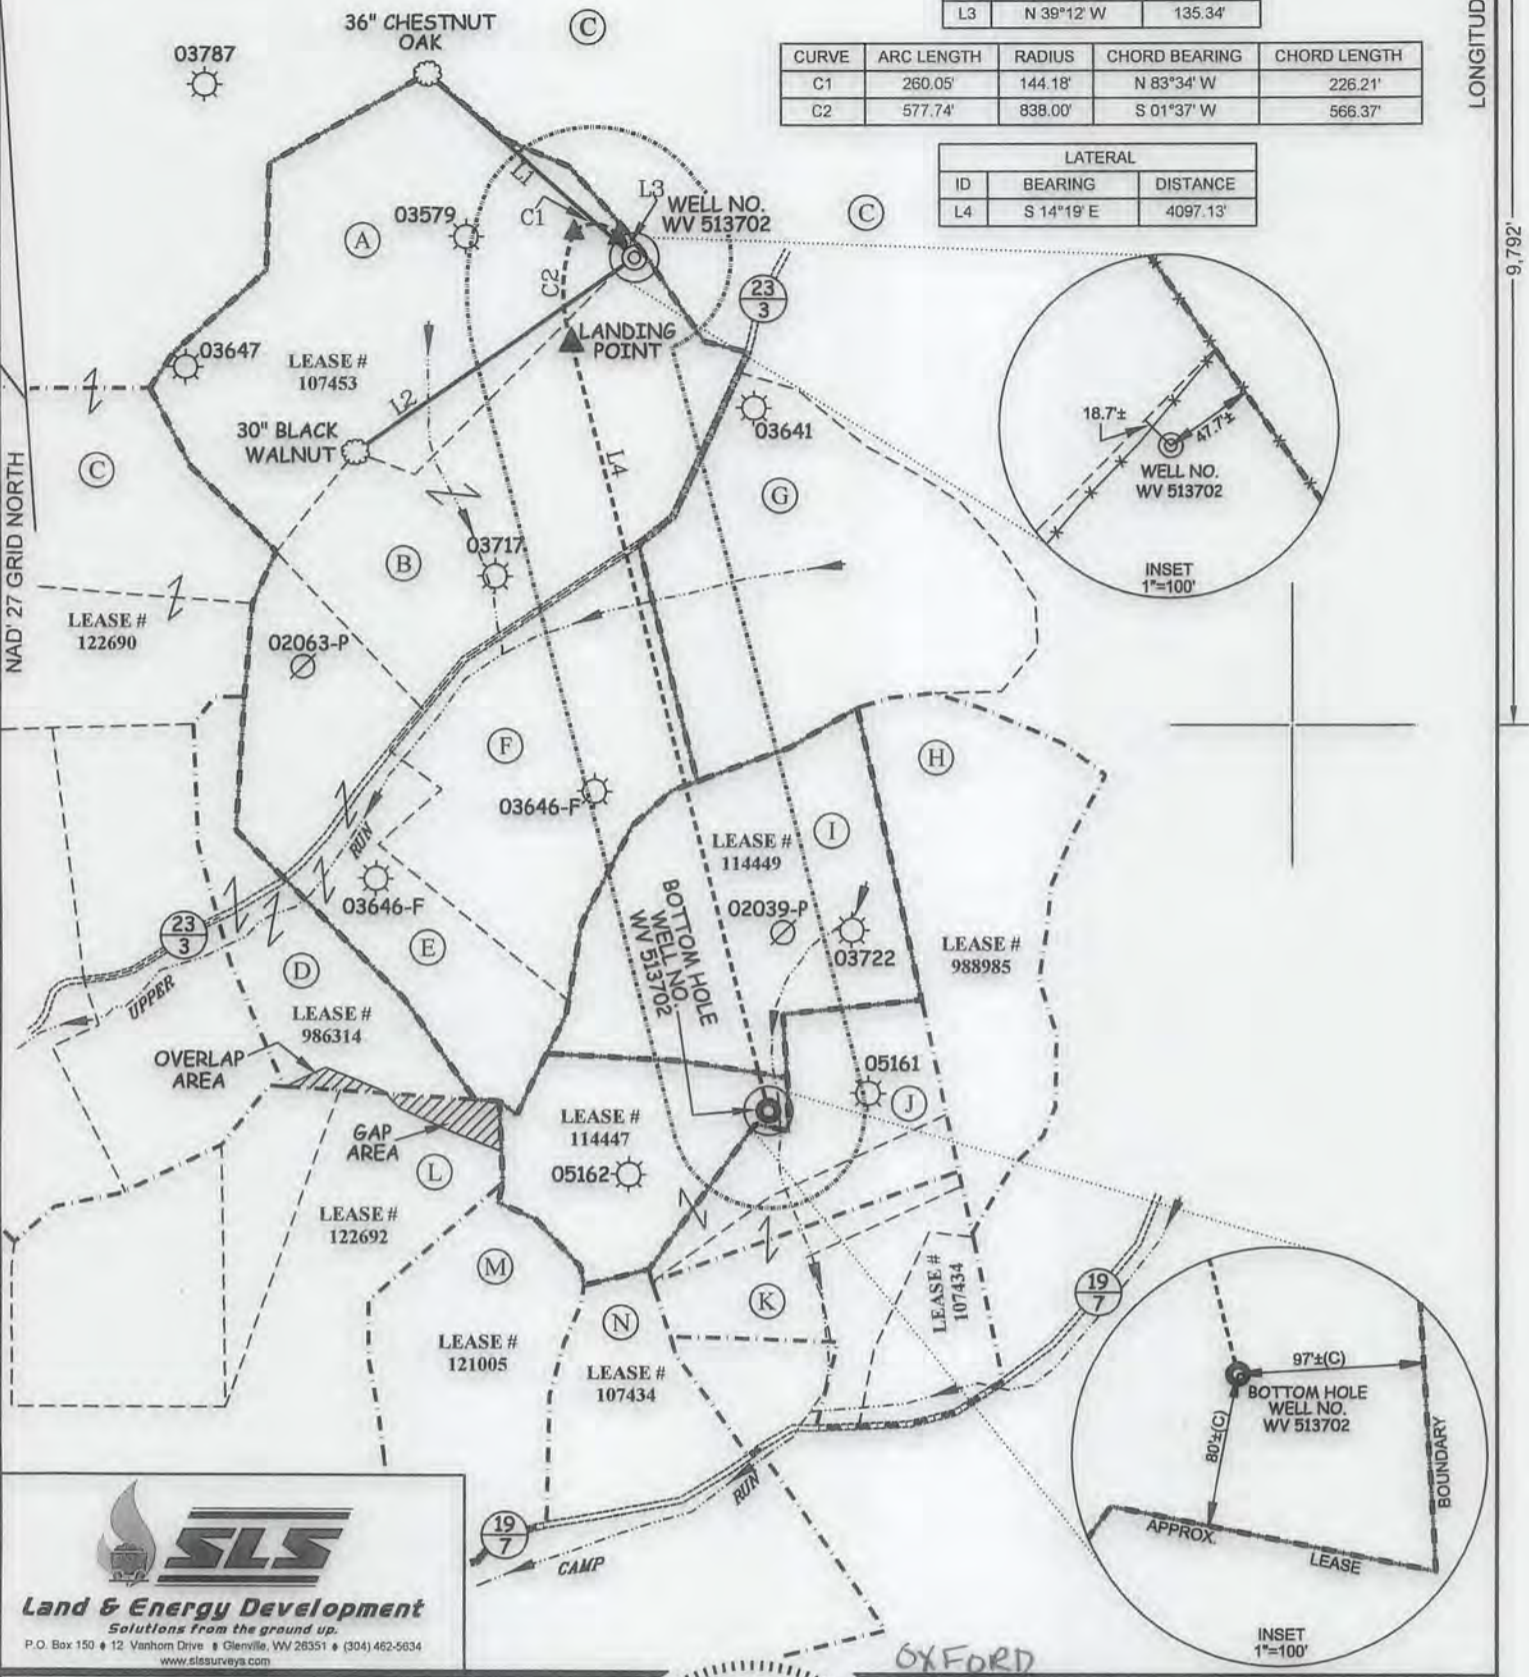 L3 N 39°12' W 135.34'
CURVE ARC LENGTH RADIUS CHORD BEARING CHORD LENGTH
C1 260.05' 144.18' N 83°34' W 226.21'
C2 577.74' 838.00' S 01°37' W 566.37'
LATERAL
ID BEARING DISTANCE
L4 S 14°19' E 4097.13'
LONGITUD
9,792'
36" CHESTNUT
OAK
C
03787
L1
L3
WELL NO.
WV 513702
C
03579
C1
A
C2
23
3
LANDING
POINT
03647
LEASE #
107453
L2
30" BLACK
WALNUT
03641
L4
C
G
NAD' 27 GRID NORTH
18.7'±
47.7'±
WELL NO.
WV 513702
INSET
1"=100'
03717
B
LEASE #
122690
02063-P
F
H
03646-F
I
LEASE #
114449
RUN
03646-F
02039-P
03722
BOTTOM HOLE
WELL NO.
WV 513702
23
3
E
LEASE #
988985
D
UPPER
LEASE #
986314
OVERLAP
AREA
05161
J
LEASE #
114447
GAP
AREA
05162
L
LEASE #
122692
M
K
LEASE #
107434
19
7
N
LEASE #
121005
LEASE #
107434
97'±(C)
BOTTOM HOLE
WELL NO.
WV 513702
80'±(C)
BOUNDARY
APPROX.
LEASE
INSET
1"=100'
RUN
19
7
CAMP
SLS
Land & Energy Development
Solutions from the ground up.
P.O. Box 150 ♦ 12 Vanhorn Drive ♦ Glenville, WV 26351 ♦ (304) 462-5634
www.slssurveys.com
OXFORD